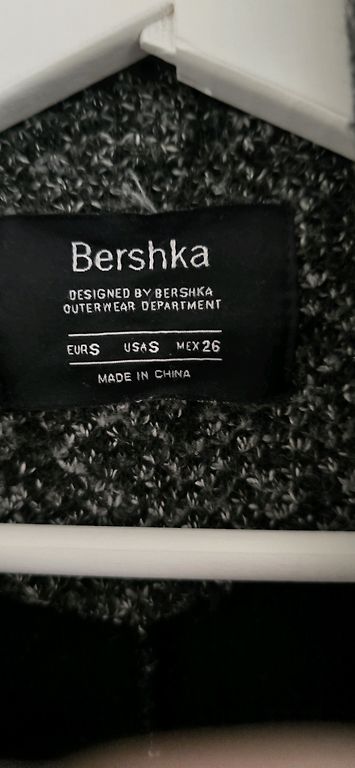 Bershka
DESIGNED BY BERSHKA
OUTERWEAR DEPARTMENT
EUR S USA S MEX 26
MADE IN CHINA